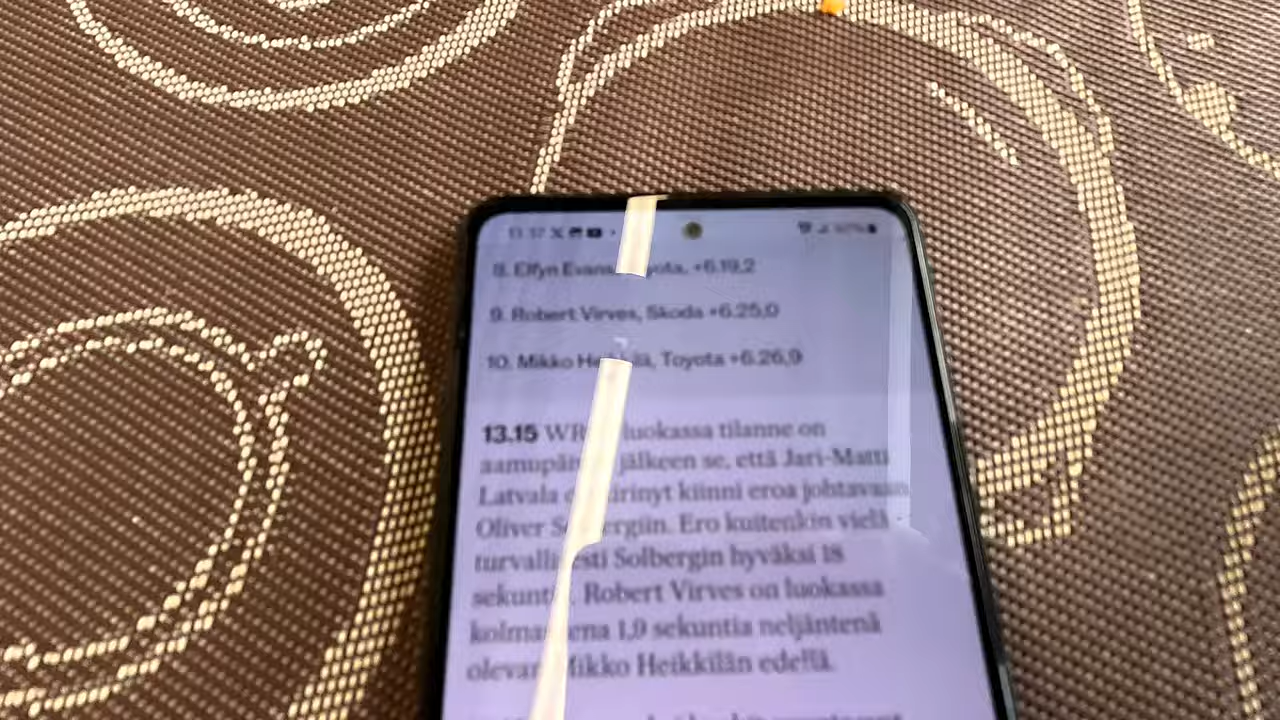 8. Elfyn Evans, Toyota, +6.19,2
9. Robert Virves, Skoda +6.25,0
10. Mikko Heikkilä, Toyota +6.26,9
13.15 luokassa tilanne on
aamupäivän jälkeen se, että Jari-Matti
Latvala on kirinyt kiinni eroa johtavaan
Oliver Solbergiin. Ero kuitenkin vielä
turvallisesti Solbergin hyväksi 18
sekuntia. Robert Virves on luokassa
kolmantena 1,9 sekuntia neljäntenä
olevan Mikko Heikkilän edellä.